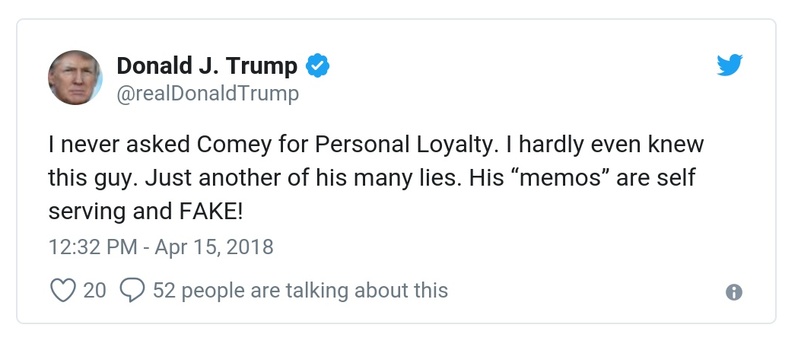 Donald J. Trump
@realDonaldTrump
I never asked Comey for Personal Loyalty. I hardly even knew
this guy. Just another of his many lies. His “memos” are self
serving and FAKE!
12:32 PM - Apr 15, 2018
20 52 people are talking about this